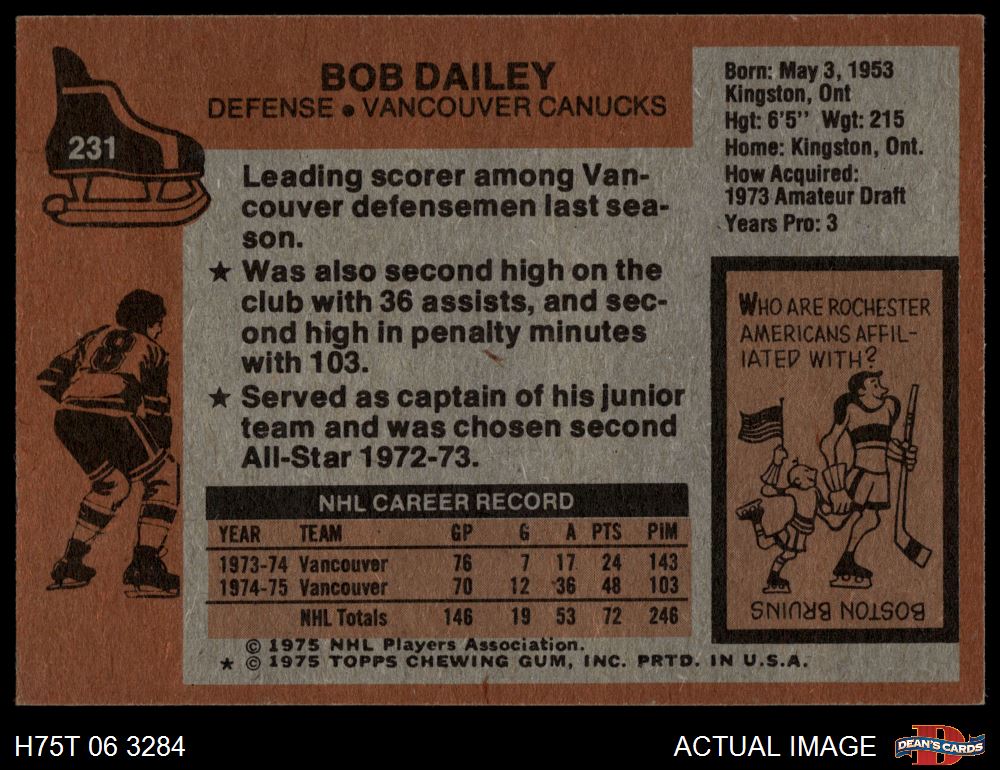 231
BOB DAILEY
DEFENSE • VANCOUVER CANUCKS
Leading scorer among Van-
couver defensemen last sea-
son.
★ Was also second high on the
club with 36 assists, and sec-
ond high in penalty minutes
with 103.
★ Served as captain of his junior
team and was chosen second
All-Star 1972-73.
8
NHL CAREER RECORD
YEAR TEAM GP G A PTS PIM
1973-74 Vancouver 76 7 17 24 143
1974-75 Vancouver 70 12 36 48 103
NHL Totals 146 19 53 72 246
© 1975 NHL Players Association.
★ © 1975 TOPPS CHEWING GUM, INC. PRTD. IN U.S.A.
Born: May 3, 1953
Kingston, Ont
Hgt: 6'5'' Wgt: 215
Home: Kingston, Ont.
How Acquired:
1973 Amateur Draft
Years Pro: 3
WHO ARE ROCHESTER
AMERICANS AFFIL-
IATED WITH?
BOSTON BRUINS
H75T 06 3284
ACTUAL IMAGE
D
DEAN'S CARDS